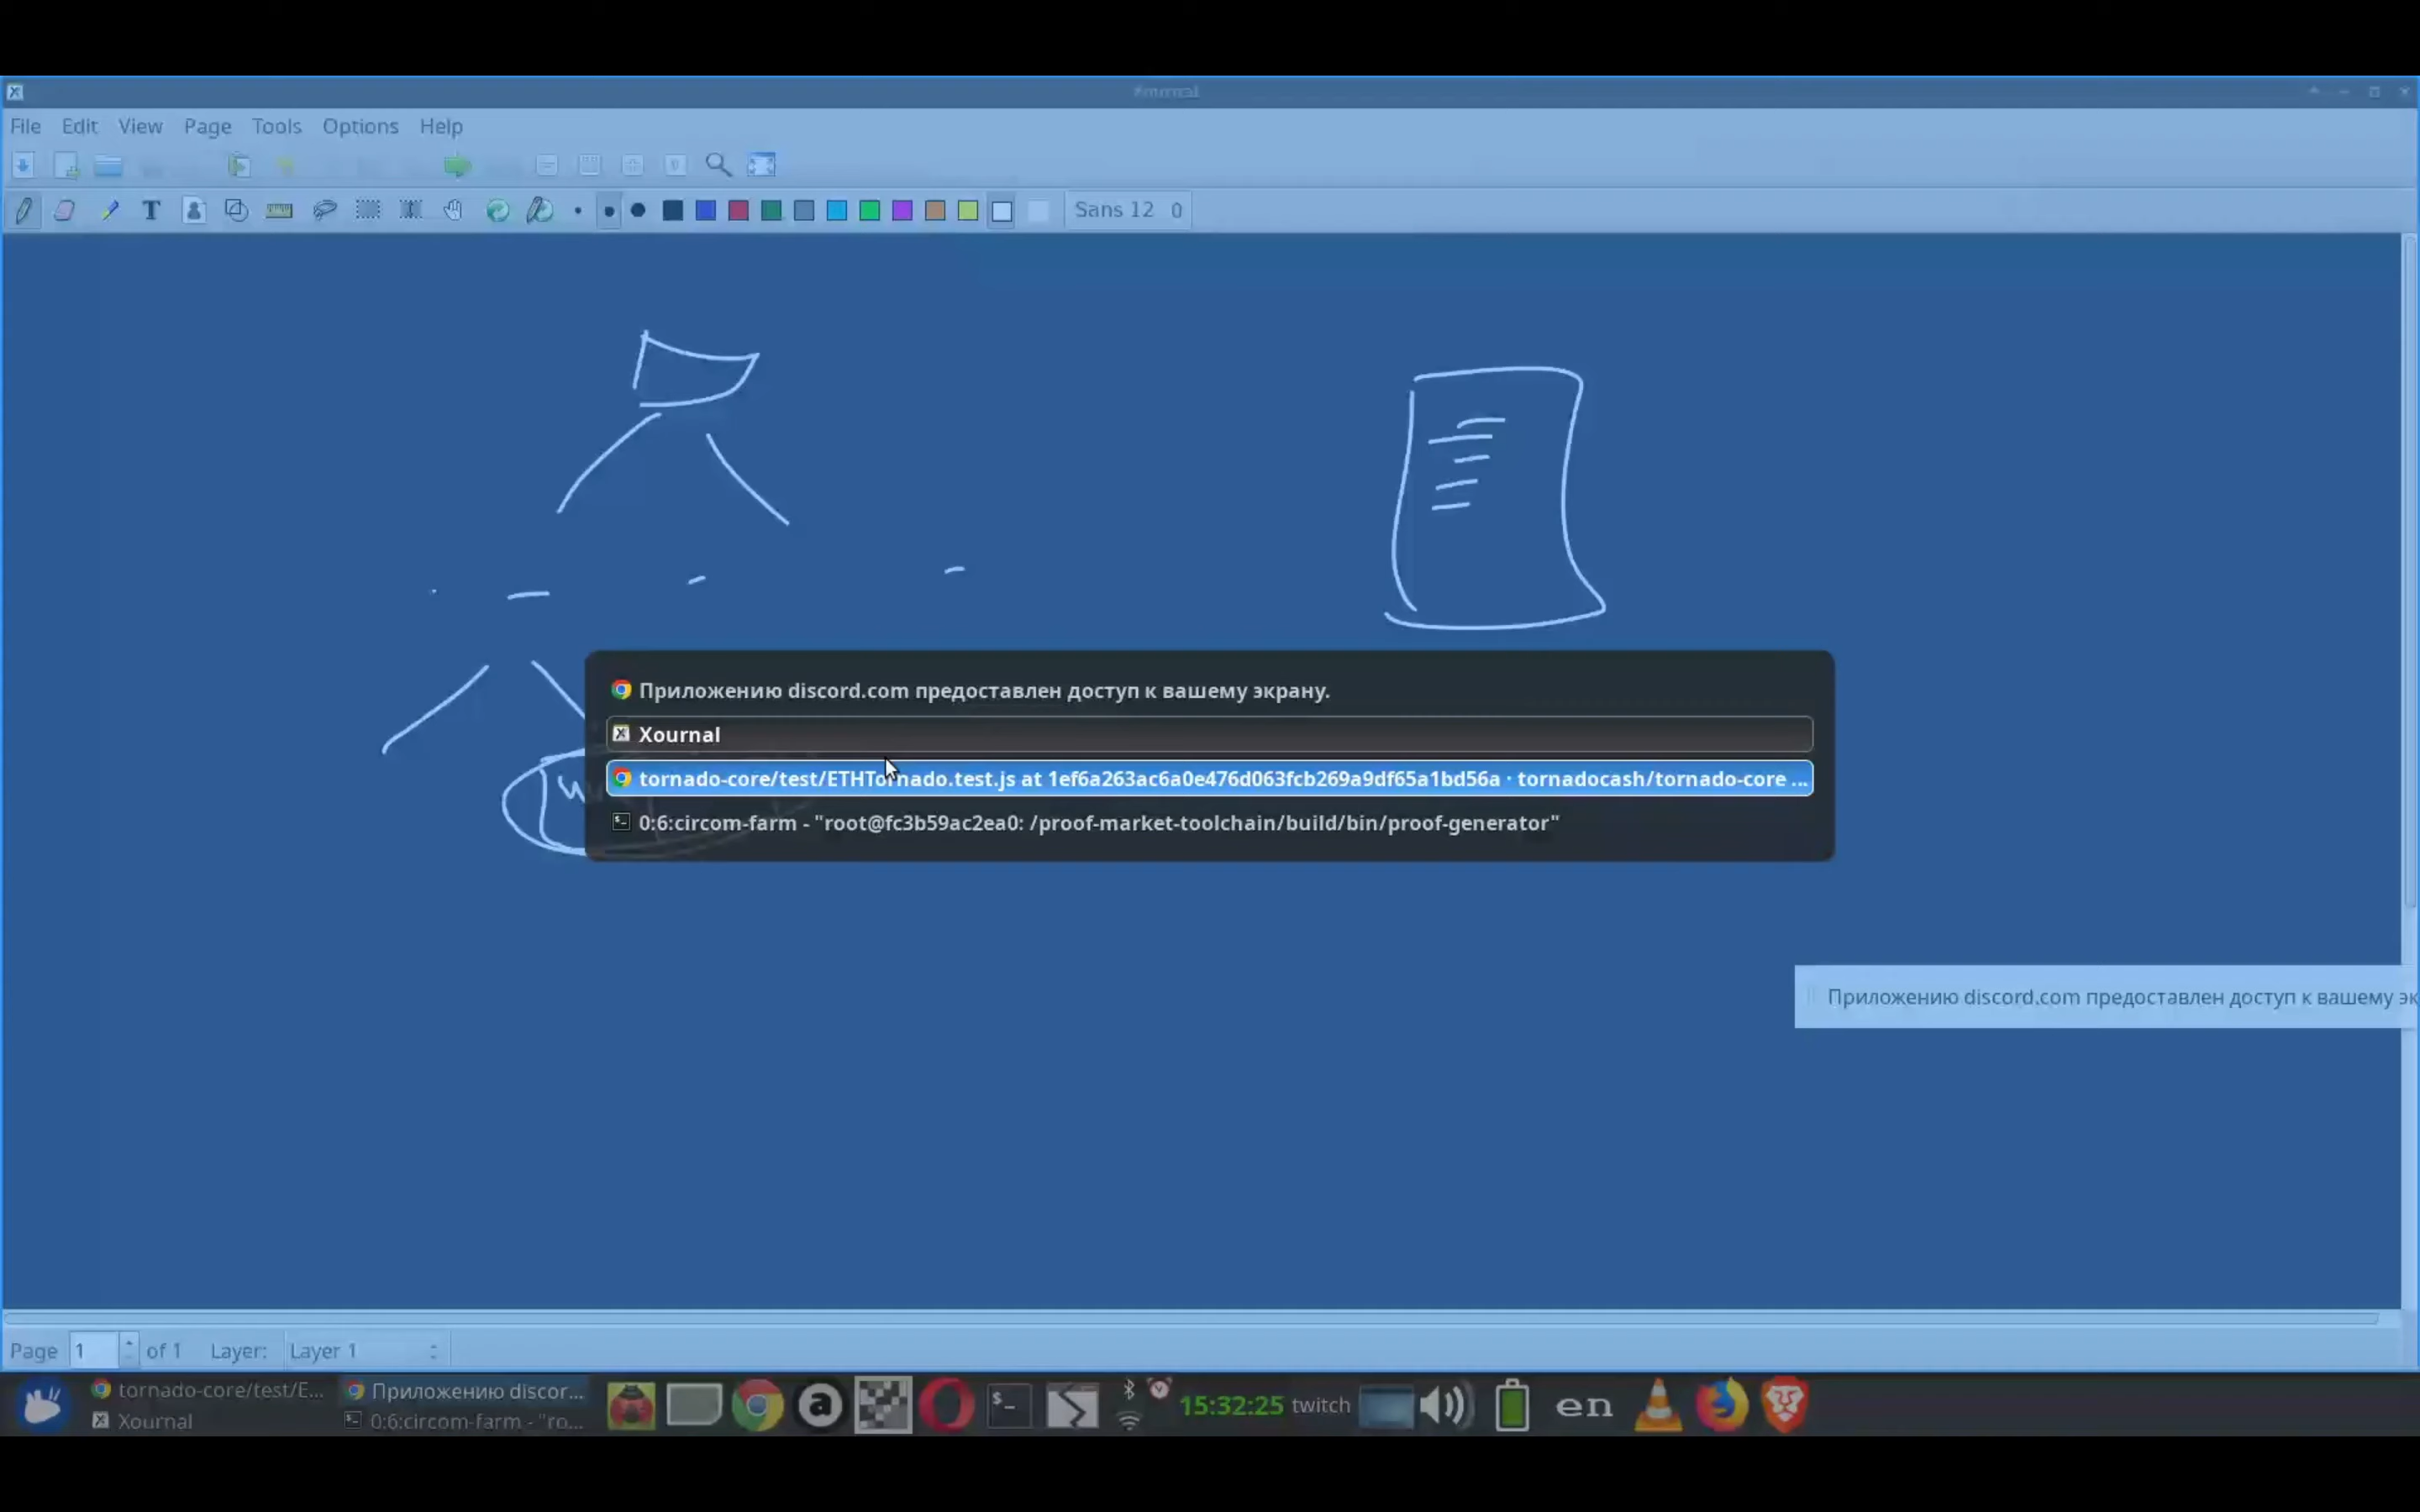 Xournal
File Edit View Page Tools Options Help
Sans 12 0
Приложению discord.com предоставлен доступ к вашему экрану.
Xournal
tornado-core/test/ETHTornado.test.js at 1ef6a263ac6a0e476d063fcb269a9df65a1bd56a · tornadocash/tornado-core ...
0:6:circom-farm - "root@fc3b59ac2ea0: /proof-market-toolchain/build/bin/proof-generator"
Приложению discord.com предоставлен доступ к вашему эк
Page 1 of 1 Layer: Layer 1
tornado-core/test/E... Приложению discor...
Xournal 0:6:circom-farm - "ro...
15:32:25 twitch en